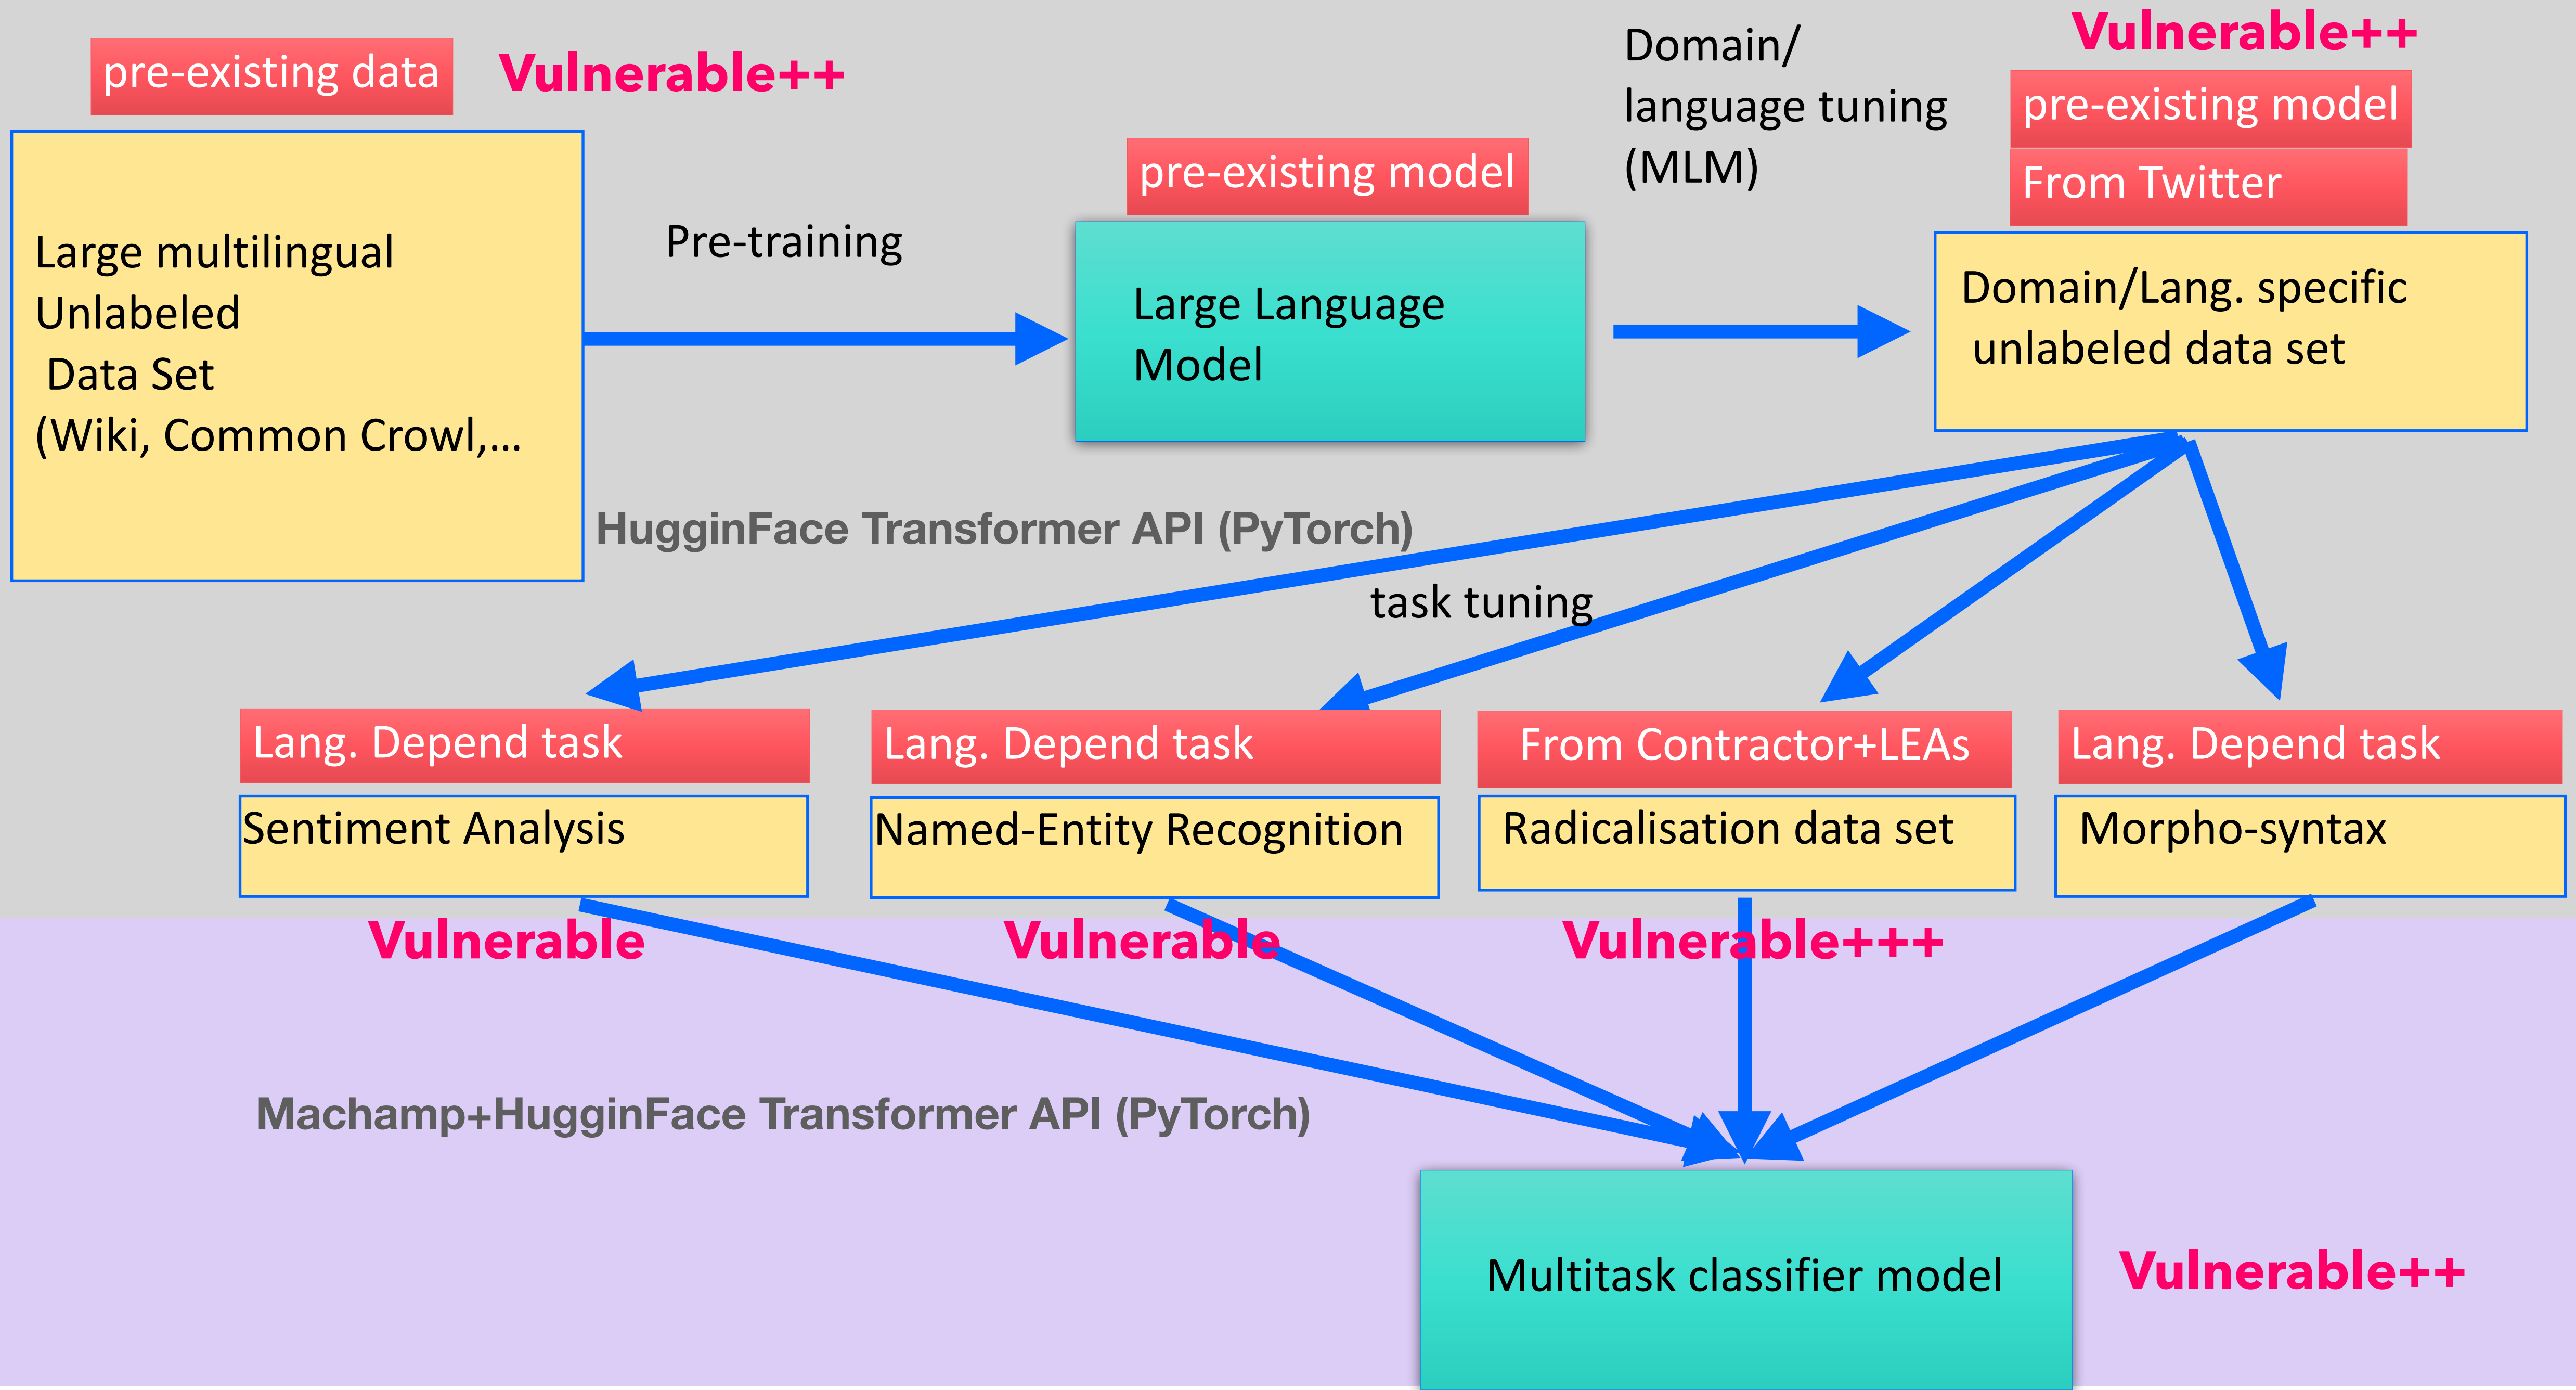 pre-existing data
Vulnerable++
Large multilingual
Unlabeled
Data Set
(Wiki, Common Crowl,...
Pre-training
pre-existing model
Large Language
Model
Domain/
language tuning
(MLM)
Vulnerable++
pre-existing model
From Twitter
Domain/Lang. specific
unlabeled data set
HugginFace Transformer API (PyTorch)
task tuning
Lang. Depend task
Sentiment Analysis
Vulnerable
Lang. Depend task
Named-Entity Recognition
Vulnerable
From Contractor+LEAs
Radicalisation data set
Vulnerable+++
Lang. Depend task
Morpho-syntax
Machamp+HugginFace Transformer API (PyTorch)
Multitask classifier model
Vulnerable++